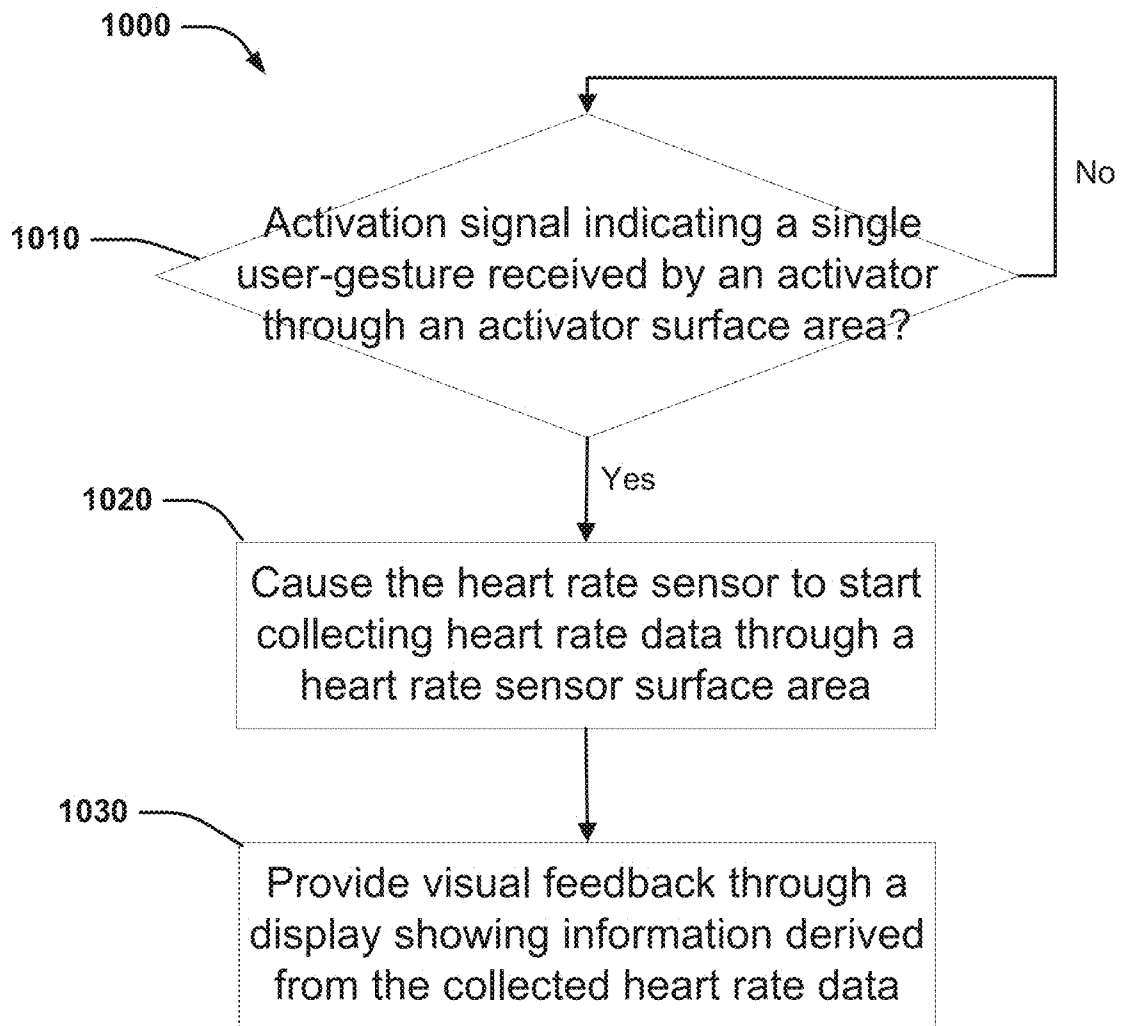 1000
No
1010
Activation signal indicating a single
user-gesture received by an activator
through an activator surface area?
Yes
1020
Cause the heart rate sensor to start
collecting heart rate data through a
heart rate sensor surface area
1030
Provide visual feedback through a
display showing information derived
from the collected heart rate data